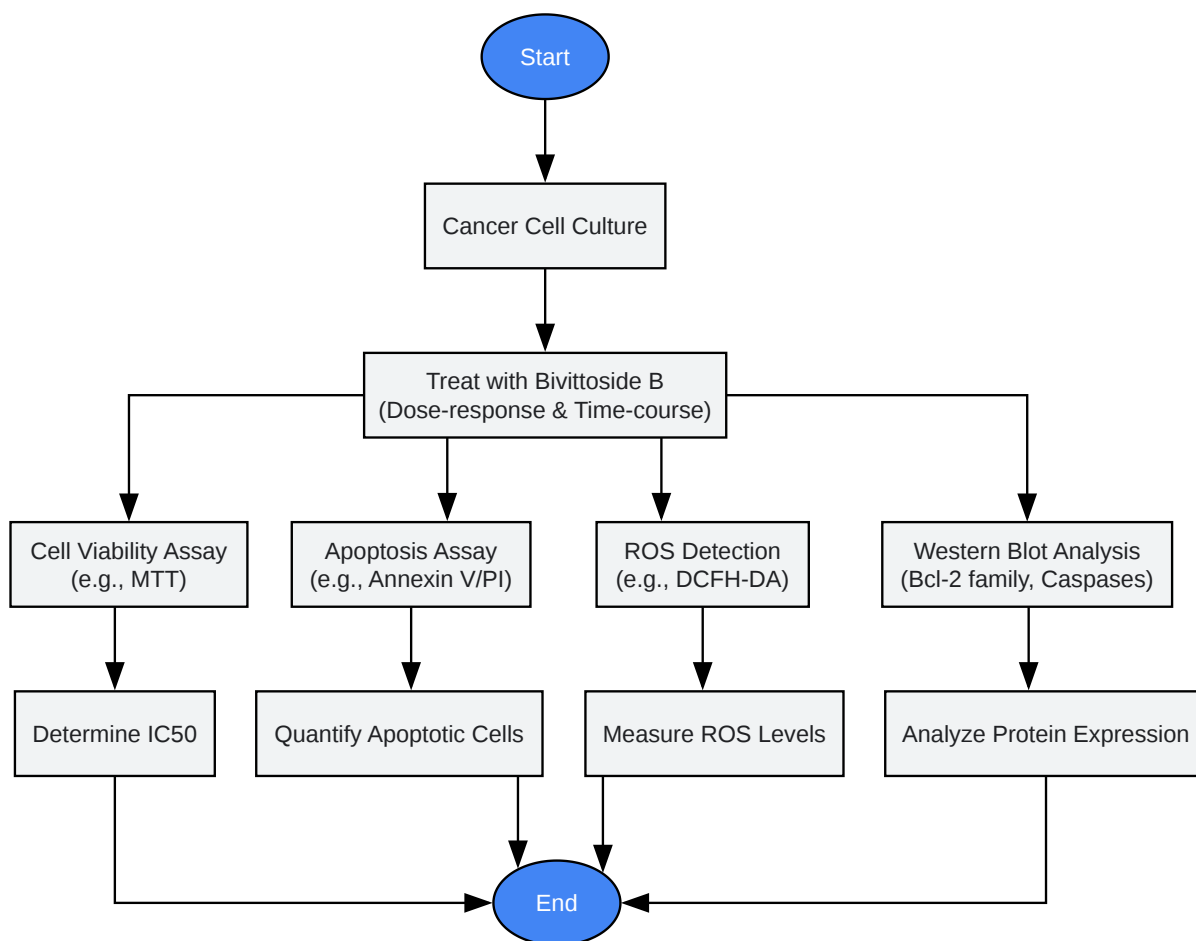 Start
Cancer Cell Culture
Treat with Bivittoside B
(Dose-response & Time-course)
Cell Viability Assay
(e.g., MTT)
Apoptosis Assay
(e.g., Annexin V/PI)
ROS Detection
(e.g., DCFH-DA)
Western Blot Analysis
(Bcl-2 family, Caspases)
Determine IC50
Quantify Apoptotic Cells
Measure ROS Levels
Analyze Protein Expression
End